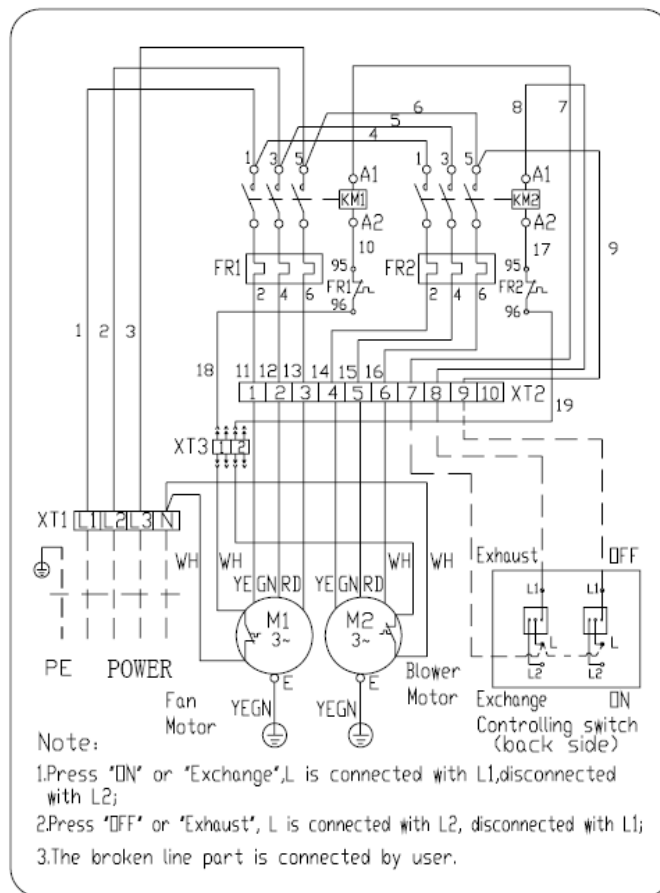 8 7
6
5
4
1 3 5 1 3 5
A1 A1
KM1 KM2
A2 A2
10 17 9
95 95
FR1 FR1 FR2 FR2
2 4 6 96 2 4 6 96
1 2 3
18 11 12 13 14 15 16
1 2 3 4 5 6 7 8 9 10 XT2
19
XT3 1 2
XT1 L1 L2 L3 N
WH WH WH WH
YE GN RD YE GN RD
Exhaust OFF
L1 L1
M1 M2
3~ 3~
L L
L2 L2
PE POWER
E E
Fan Motor
Blower Motor
YEGN YEGN
Exchange ON
Controlling switch
(back side)
Note:
1.Press "ON" or "Exchange",L is connected with L1,disconnected
with L2;
2.Press "OFF" or "Exhaust", L is connected with L2, disconnected with L1;
3.The broken line part is connected by user.